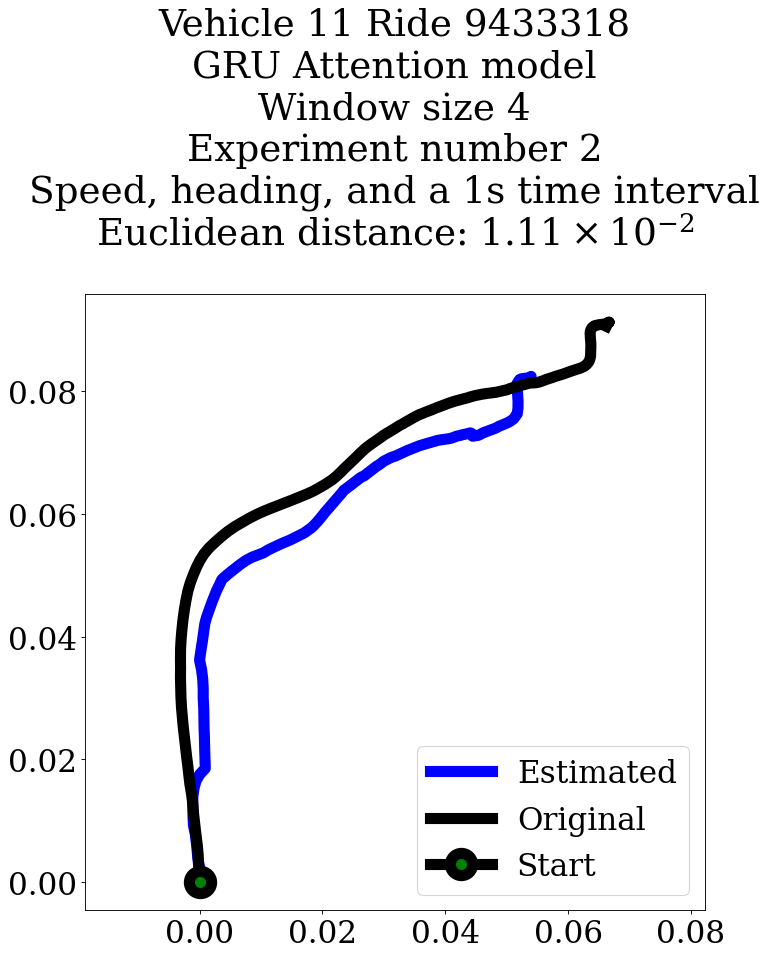 Vehicle 11 Ride 9433318
GRU Attention model
Window size 4
Experiment number 2
Speed, heading, and a 1s time interval
Euclidean distance: 1.11 × 10⁻²
0.08
0.06
0.04
0.02
0.00
Estimated
Original
Start
0.00 0.02 0.04 0.06 0.08